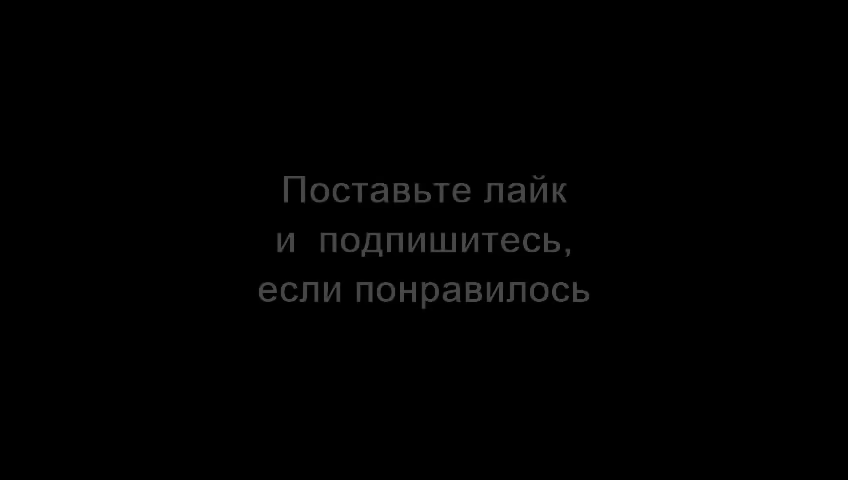 Поставьте лайк
и подпишитесь,
если понравилось